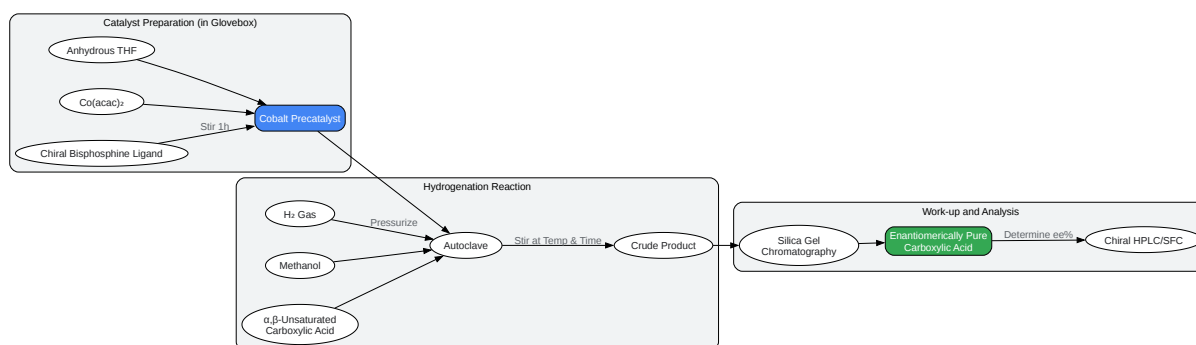 Catalyst Preparation (in Glovebox)
Anhydrous THF
Co(acac)₂
Chiral Bisphosphine Ligand
Stir 1h
Cobalt Precatalyst
Hydrogenation Reaction
H₂ Gas
Methanol
α,β-Unsaturated
Carboxylic Acid
Pressurize
Autoclave
Stir at Temp & Time
Crude Product
Work-up and Analysis
Silica Gel
Chromatography
Enantiomerically Pure
Carboxylic Acid
Determine ee%
Chiral HPLC/SFC